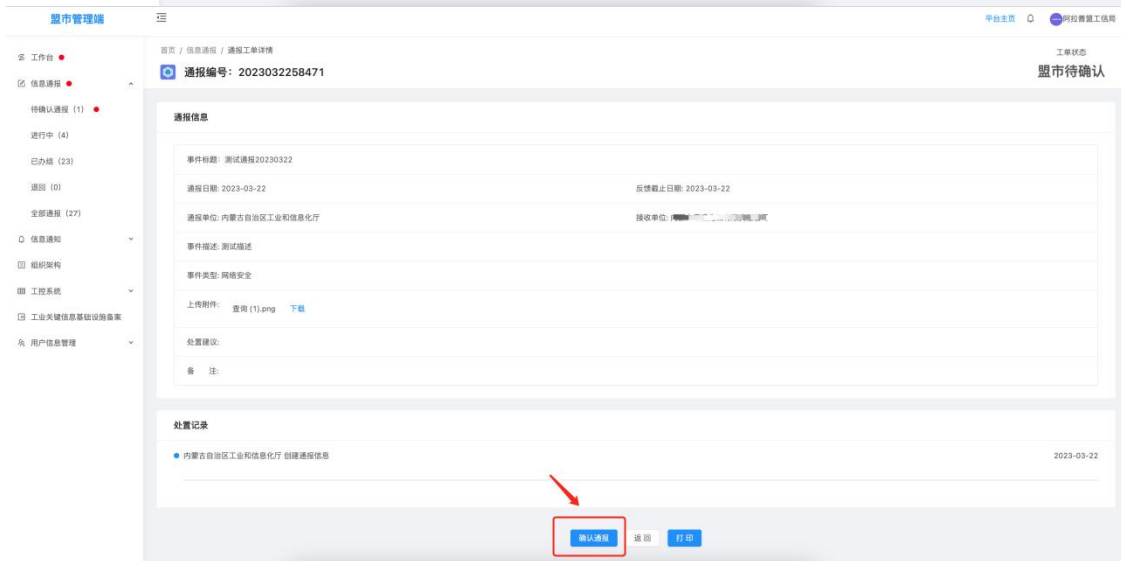 盟市管理端
平台主页
阿拉善盟工信局
工作台
信息通报
待确认通报 (1)
进行中 (4)
已办结 (23)
退回 (0)
全部通报 (27)
信息通知
组织架构
工控系统
工业关键信息基础设施备案
用户信息管理
首页 / 信息通报 / 通报工单详情
工单状态
通报编号：2023032258471
盟市待确认
通报信息
事件标题：测试通报20230322
通报日期: 2023-03-22
反馈截止日期: 2023-03-22
通报单位: 内蒙古自治区工业和信息化厅
接收单位:
事件描述: 测试描述
事件类型: 网络安全
上传附件: 查询 (1).png 下载
处置建议:
备 注:
处置记录
内蒙古自治区工业和信息化厅 创建通报信息
2023-03-22
确认通报 返回 打印